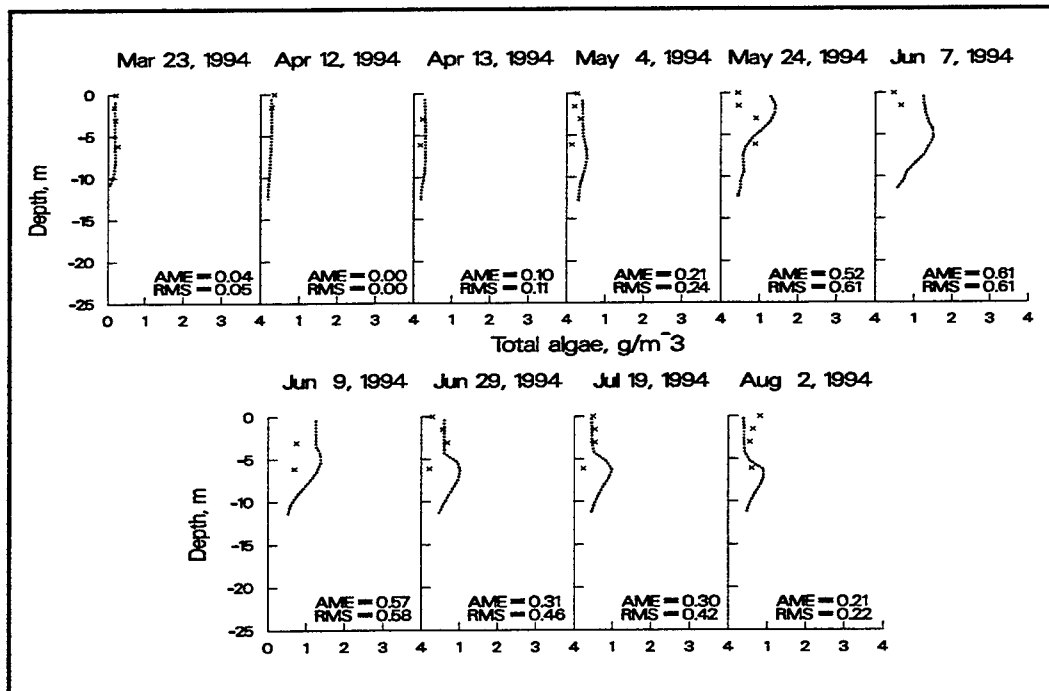 Mar 23, 1994 Apr 12, 1994 Apr 13, 1994 May 4, 1994 May 24, 1994 Jun 7, 1994
0
-5
-10
-15
-20
-25
Depth, m
AME = 0.04 AME = 0.00 AME = 0.10 AME = 0.21 AME = 0.52 AME = 0.61
RMS = 0.05 RMS = 0.00 RMS = 0.11 RMS = 0.24 RMS = 0.61 RMS = 0.61
0 1 2 3 4 1 2 3 4 1 2 3 4 1 2 3 4 1 2 3 4 1 2 3 4
Total algae, g/m^3
Jun 9, 1994 Jun 29, 1994 Jul 19, 1994 Aug 2, 1994
0
-5
-10
-15
-20
-25
Depth, m
AME = 0.57 AME = 0.31 AME = 0.30 AME = 0.21
RMS = 0.58 RMS = 0.46 RMS = 0.42 RMS = 0.22
0 1 2 3 4 1 2 3 4 1 2 3 4 1 2 3 4